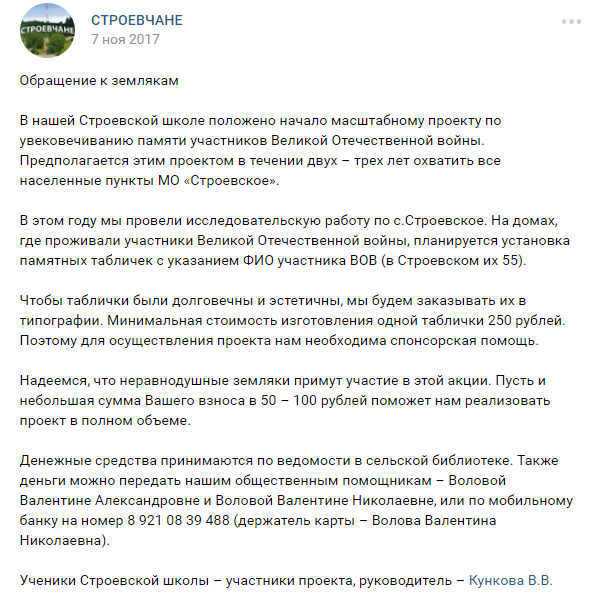 СТРОЕВЧАНЕ
СТРОЕВЧАНЕ
7 ноя 2017
Обращение к землякам
В нашей Строевской школе положено начало масштабному проекту по
увековечиванию памяти участников Великой Отечественной войны.
Предполагается этим проектом в течении двух – трех лет охватить все
населенные пункты МО «Строевское».
В этом году мы провели исследовательскую работу по с.Строевское. На домах,
где проживали участники Великой Отечественной войны, планируется установка
памятных табличек с указанием ФИО участника ВОВ (в Строевском их 55).
Чтобы таблички были долговечны и эстетичны, мы будем заказывать их в
типографии. Минимальная стоимость изготовления одной таблички 250 рублей.
Поэтому для осуществления проекта нам необходима спонсорская помощь.
Надеемся, что неравнодушные земляки примут участие в этой акции. Пусть и
небольшая сумма Вашего взноса в 50 – 100 рублей поможет нам реализовать
проект в полном объеме.
Денежные средства принимаются по ведомости в сельской библиотеке. Также
деньги можно передать нашим общественным помощникам – Воловой
Валентине Александровне и Воловой Валентине Николаевне, или по мобильному
банку на номер 8 921 08 39 488 (держатель карты – Волова Валентина
Николаевна).
Ученики Строевской школы – участники проекта, руководитель – Кункова В.В.